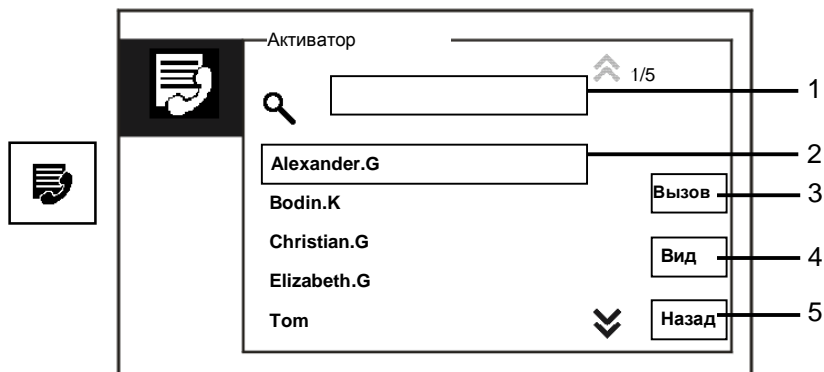 Активатор
1/5
1
Alexander.G
2
Bodin.K
Вызов
3
Christian.G
Вид
4
Elizabeth.G
Tom
Назад
5